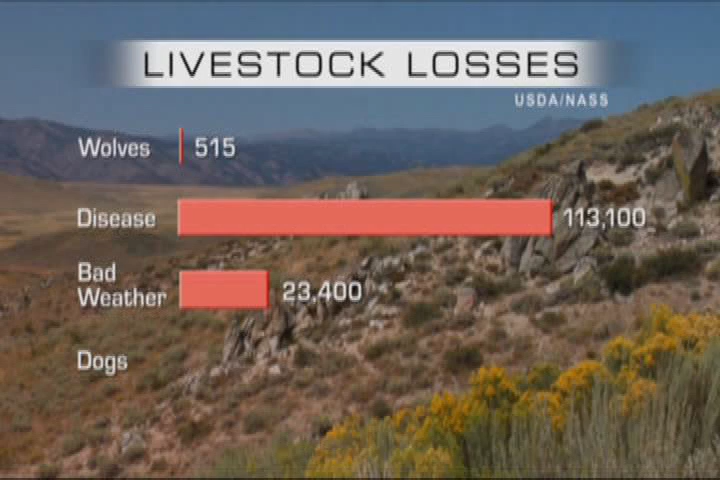 LIVESTOCK LOSSES
USDA/NASS
Wolves 515
Disease 113,100
Bad
Weather 23,400
Dogs